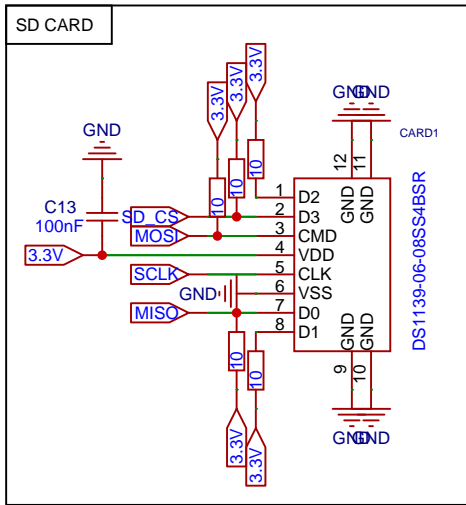 SD CARD
3.3V
3.3V
3.3V
GND
GND
GND
CARD1
12
11
10
10
10
C13
100nF
3.3V
SD_CS
MOSI
SCLK
GND
MISO
1
2
3
4
5
6
7
8
D2
D3
CMD
VDD
CLK
VSS
D0
D1
GND
GND
GND
GND
DS1139-06-08SS4BSR
9
10
10
10
3.3V
3.3V
GND
GND